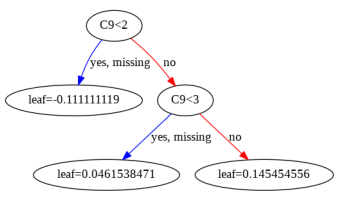 C9<2
yes, missing
no
leaf=-0.111111119
C9<3
yes, missing
no
leaf=0.0461538471
leaf=0.145454556